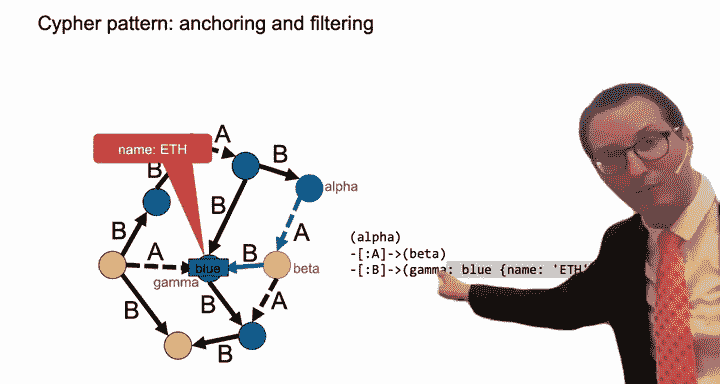 Cypher pattern: anchoring and filtering
name: ETH
A
B
B
alpha
B
A
(alpha)
B
A
B
-[:A]->(beta)
blue
beta
-[:B]->(gamma: blue {name: 'ETH'
gamma
B
A
B
B